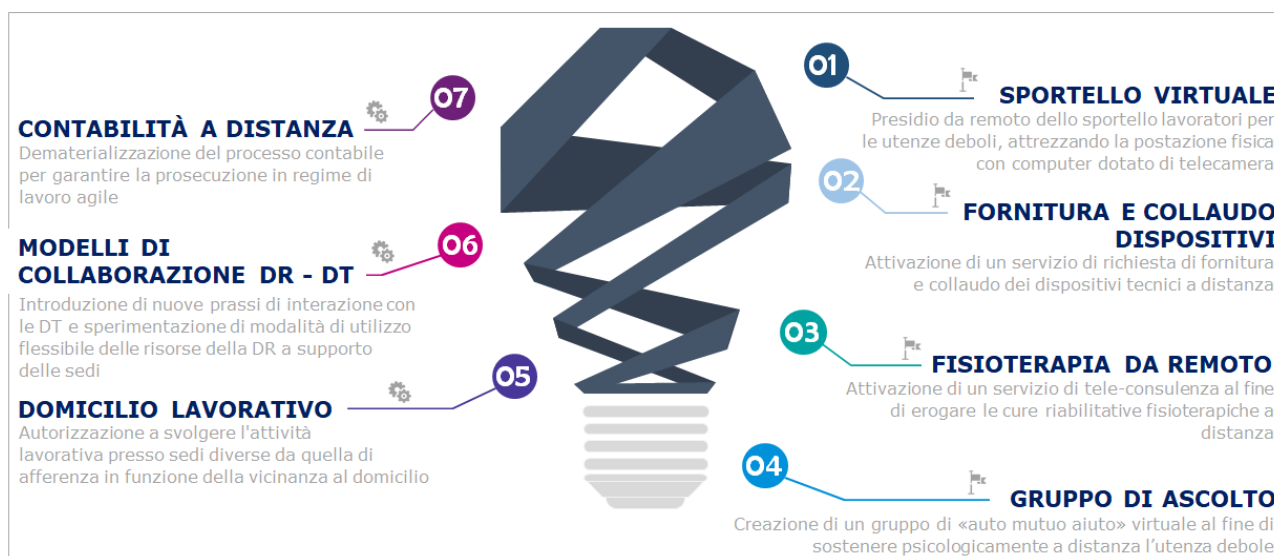 01
SPORTELLO VIRTUALE
Presidio da remoto dello sportello lavoratori per
le utenze deboli, attrezzando la postazione fisica
con computer dotato di telecamera
02
FORNITURA E COLLAUDO
DISPOSITIVI
Attivazione di un servizio di richiesta di fornitura
e collaudo dei dispositivi tecnici a distanza
03
FISIOTERAPIA DA REMOTO
Attivazione di un servizio di tele-consulenza al fine
di erogare le cure riabilitative fisioterapiche a
distanza
04
GRUPPO DI ASCOLTO
Creazione di un gruppo di «auto mutuo aiuto» virtuale al fine di
sostenere psicologicamente a distanza l'utenza debole
05
DOMICILIO LAVORATIVO
Autorizzazione a svolgere l'attività
lavorativa presso sedi diverse da quella di
afferenza in funzione della vicinanza al domicilio
06
MODELLI DI
COLLABORAZIONE DR - DT
Introduzione di nuove prassi di interazione con
le DT e sperimentazione di modalità di utilizzo
flessibile delle risorse della DR a supporto
delle sedi
07
CONTABILITÀ A DISTANZA
Dematerializzazione del processo contabile
per garantire la prosecuzione in regime di
lavoro agile